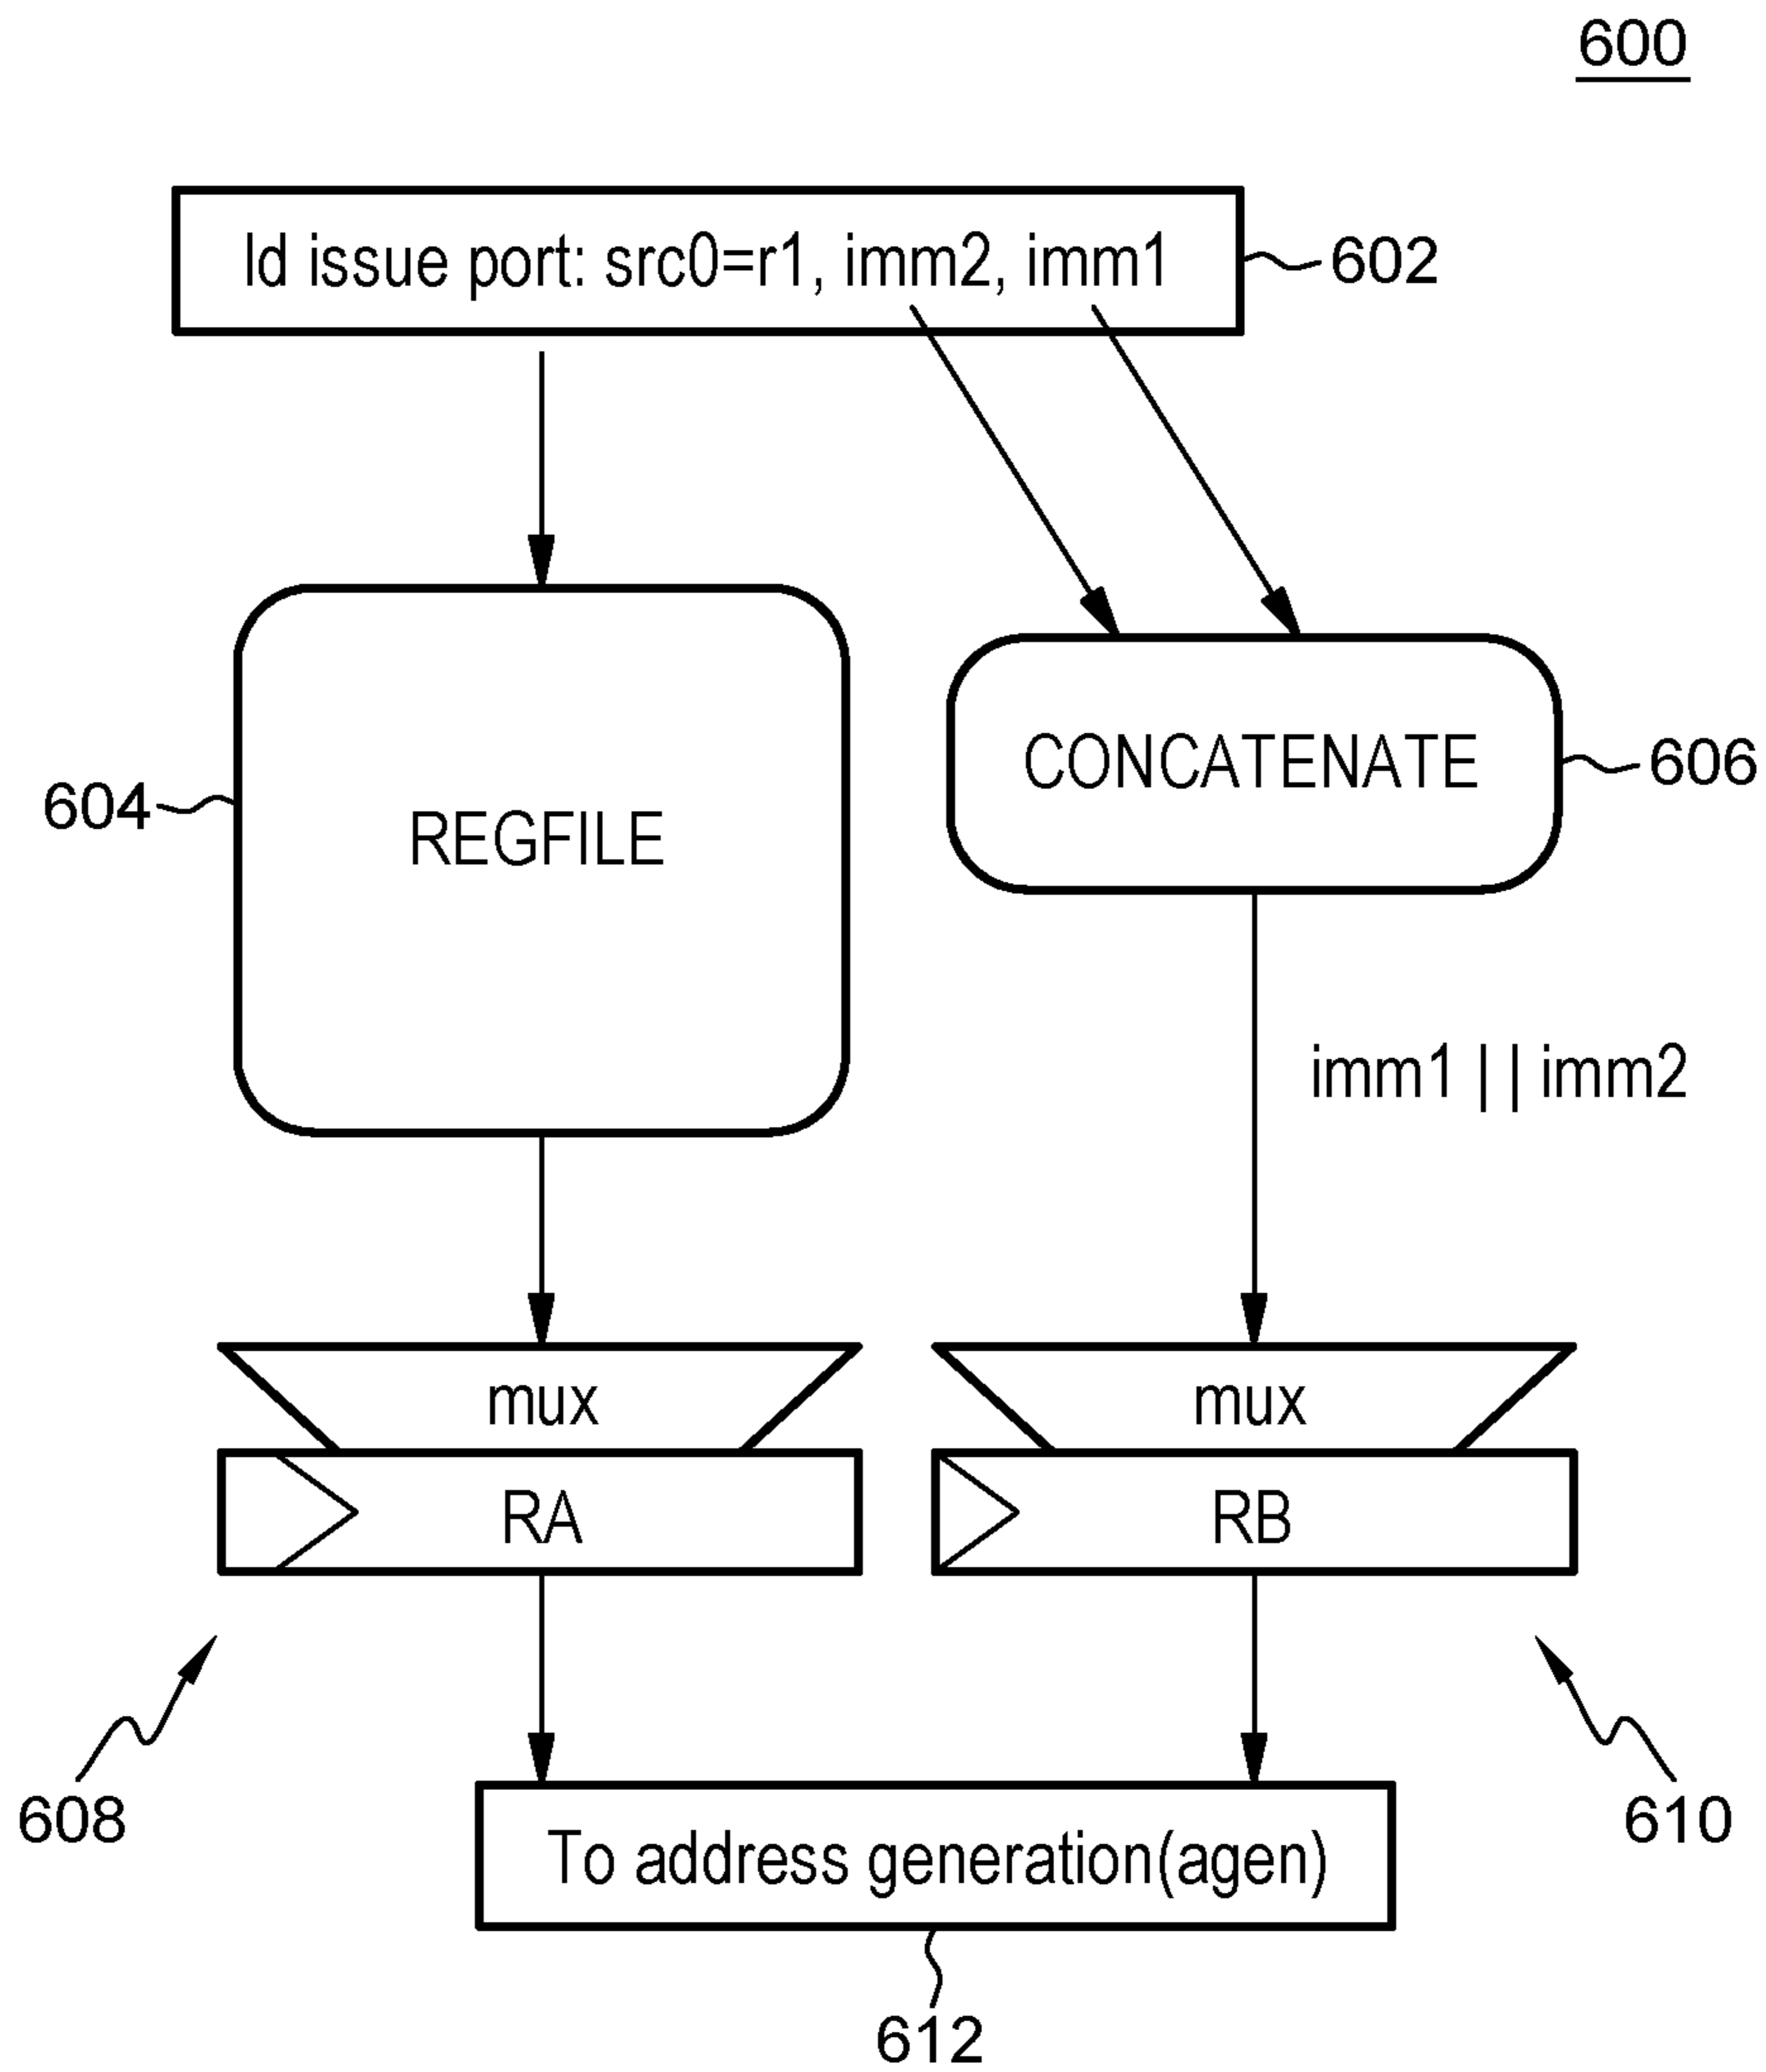 600
ld issue port: src0=r1, imm2, imm1
602
CONCATENATE
606
604
REGFILE
imm1 || imm2
mux
mux
RA
RB
608
610
To address generation(agen)
612